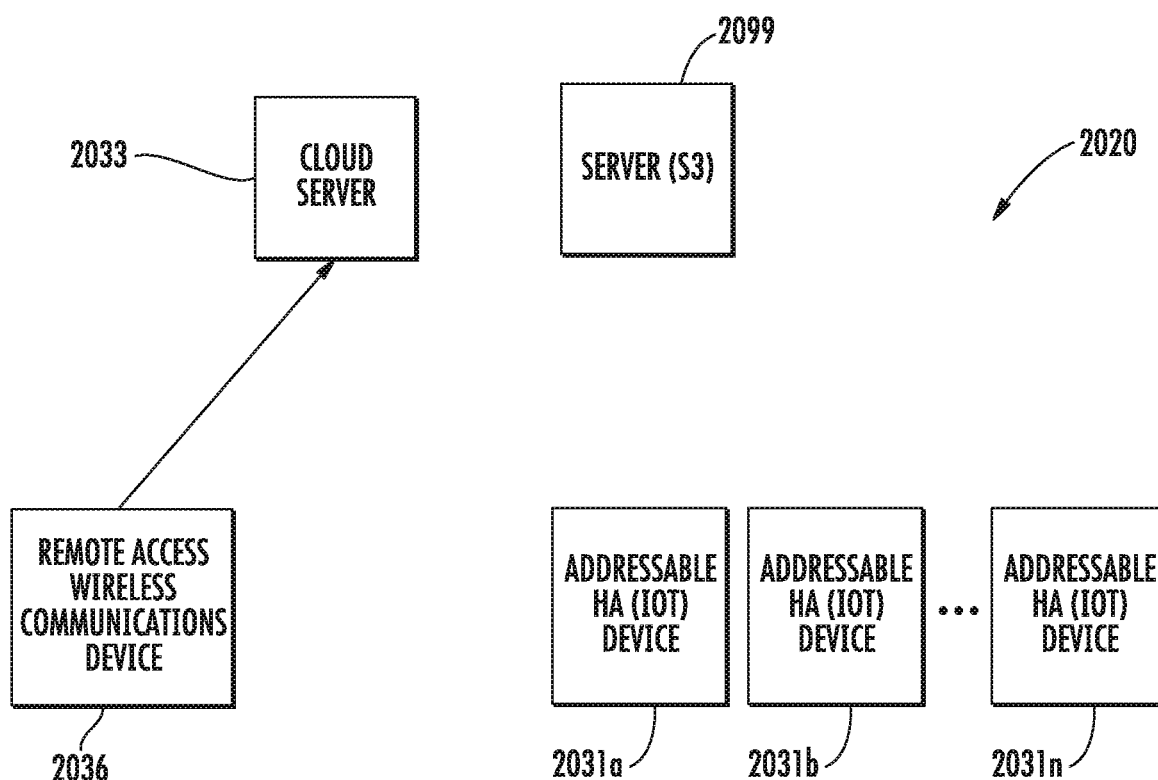 2099
2033
CLOUD
SERVER
SERVER (S3)
2020
REMOTE ACCESS
WIRELESS
COMMUNICATIONS
DEVICE
ADDRESSABLE
HA (IOT)
DEVICE
ADDRESSABLE
HA (IOT)
DEVICE
•••
ADDRESSABLE
HA (IOT)
DEVICE
2036
2031a
2031b
2031n